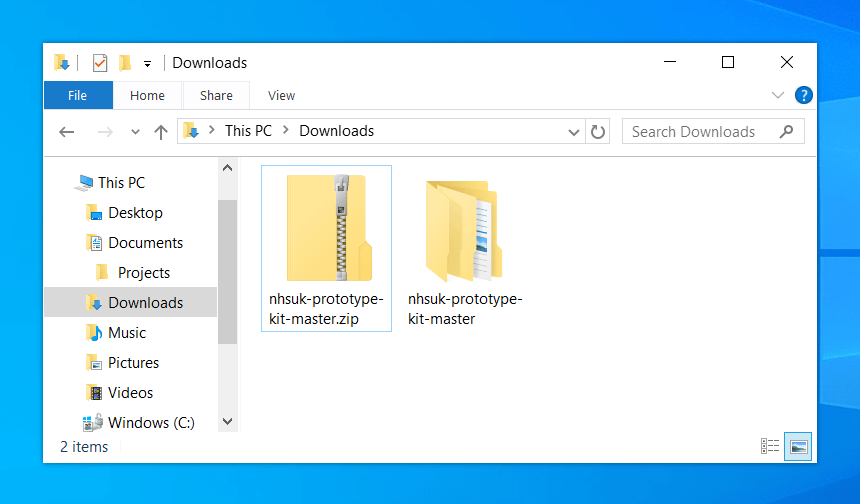 Downloads
File Home Share View ?
This PC Downloads Search Downloads
This PC
Desktop
Documents
Projects
Downloads
Music
Pictures
Videos
Windows (C:)
nhsuk-prototype-
kit-master.zip
nhsuk-prototype-
kit-master
2 items